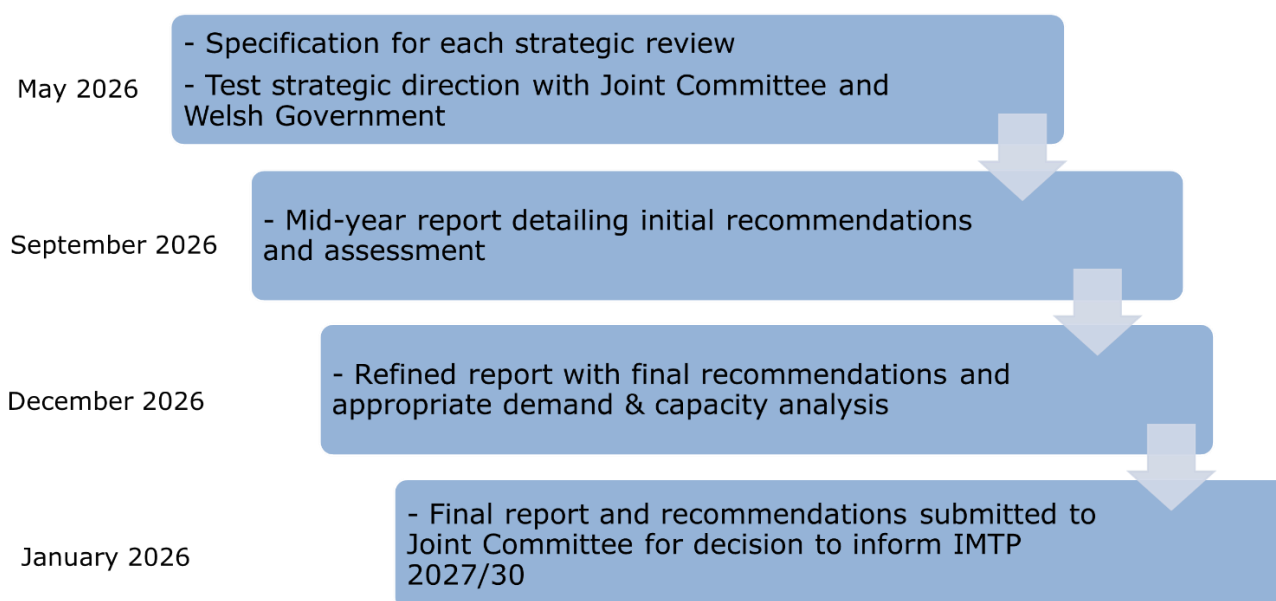 May 2026
- Specification for each strategic review
- Test strategic direction with Joint Committee and
Welsh Government
September 2026
- Mid-year report detailing initial recommendations
and assessment
December 2026
- Refined report with final recommendations and
appropriate demand & capacity analysis
January 2026
- Final report and recommendations submitted to
Joint Committee for decision to inform IMTP
2027/30